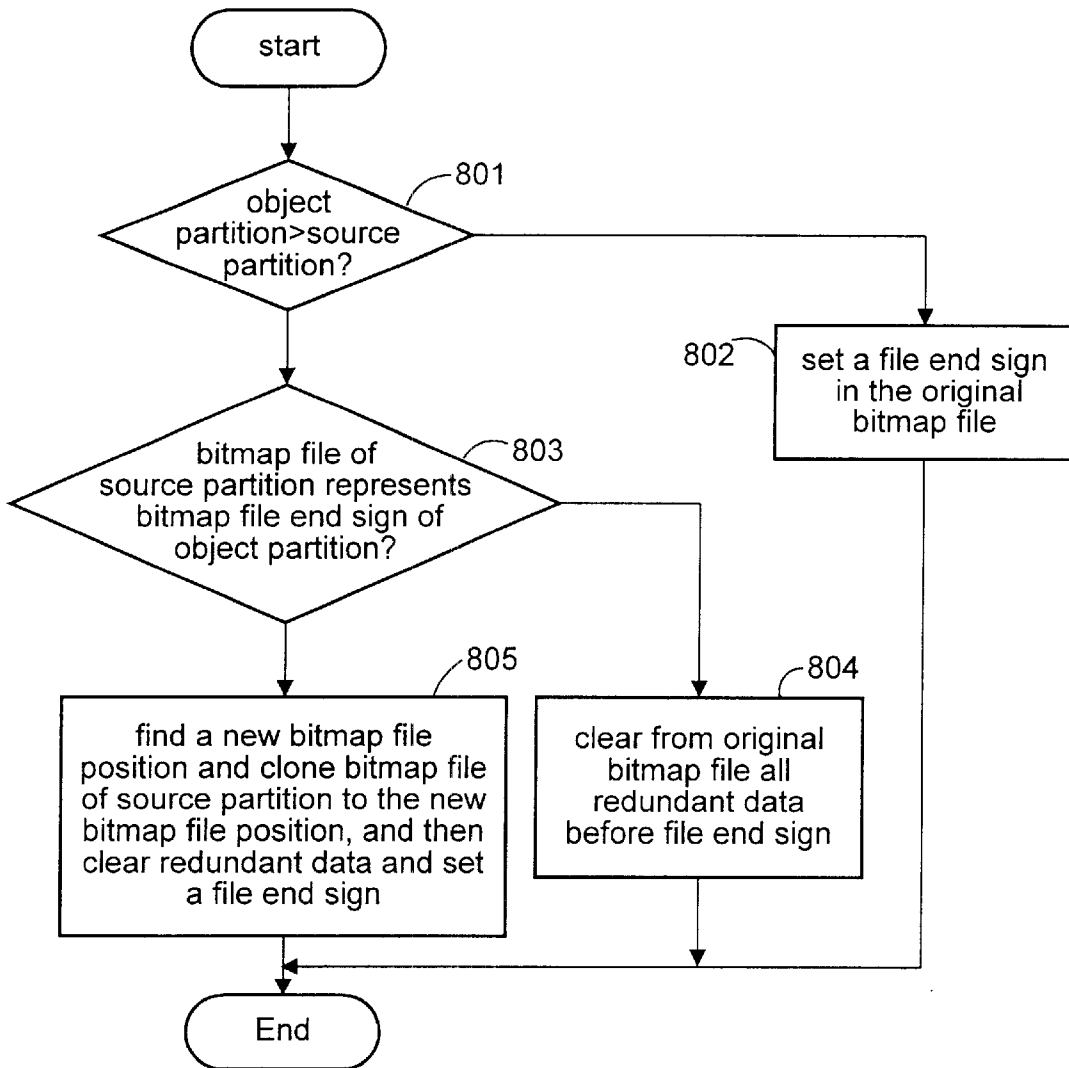 start
801
object
partition>source
partition?
802
set a file end sign
in the original
bitmap file
803
bitmap file of
source partition represents
bitmap file end sign of
object partition?
805
find a new bitmap file
position and clone bitmap file
of source partition to the new
bitmap file position, and then
clear redundant data and set
a file end sign
804
clear from original
bitmap file all
redundant data
before file end sign
End